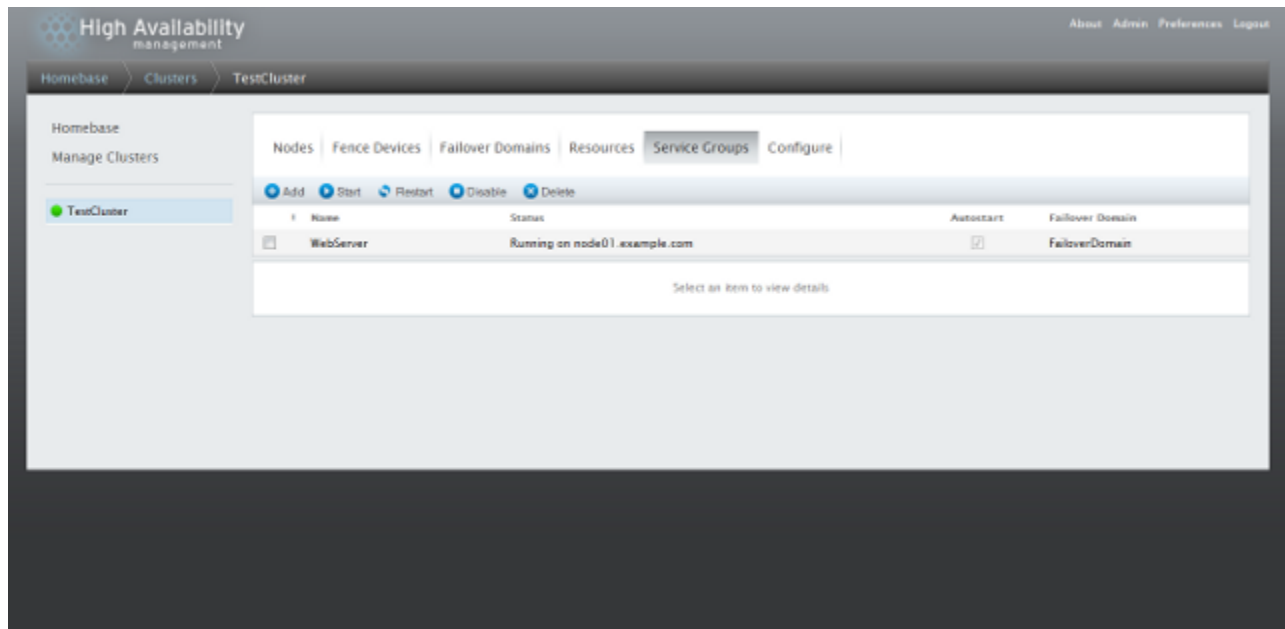 High Availability
management
About Admin Preferences Logout
Homebase Clusters TestCluster
Homebase
Manage Clusters
TestCluster
Nodes Fence Devices Failover Domains Resources Service Groups Configure
Add Start Restart Disable Delete
Name Status Autostart Failover Domain
WebServer Running on node01.example.com FailoverDomain
Select an item to view details